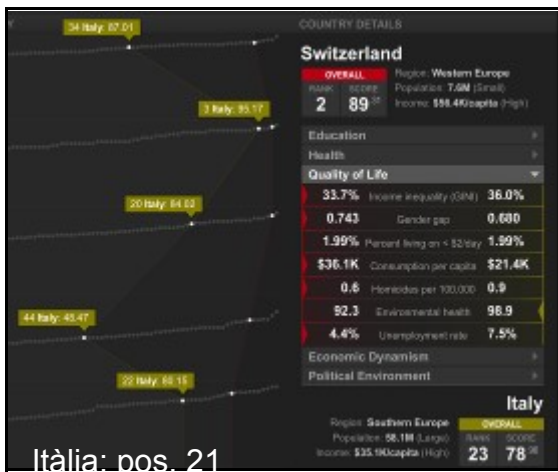 34 Italy: 87.01
3 Italy: 95.17
20 Italy: 84.02
44 Italy: 48.47
22 Italy: 80.15
Itàlia: pos. 21
COUNTRY DETAILS
Switzerland
OVERALL
RANK SCORE
2 89
Region: Western Europe
Population: 7.6M (Small)
Income: $56.4K/capita (High)
Education
Health
Quality of Life
33.7% Income inequality (GINI) 36.0%
0.743 Gender gap 0.680
1.99% Percent living on < $2/day 1.99%
$36.1K Consumption per capita $21.4K
0.6 Homicides per 100,000 0.9
92.3 Environmental health 98.9
4.4% Unemployment rate 7.5%
Economic Dynamism
Political Environment
Italy
Region: Southern Europe
Population: 58.1M (Large)
Income: $35.1K/capita (High)
OVERALL
RANK SCORE
23 78